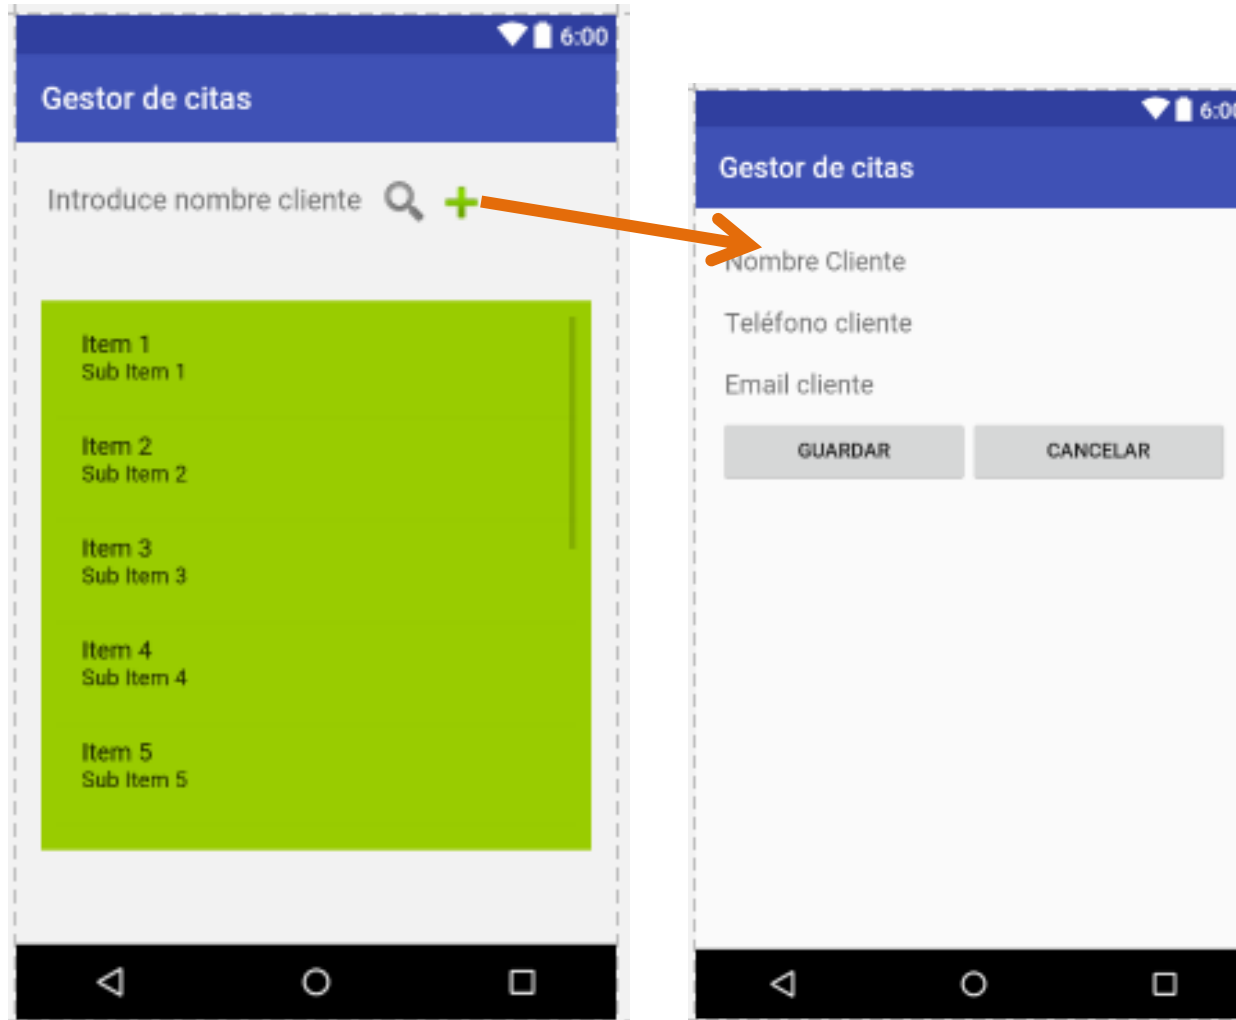 6:00
Gestor de citas
Introduce nombre cliente
Item 1
Sub Item 1
Item 2
Sub Item 2
Item 3
Sub Item 3
Item 4
Sub Item 4
Item 5
Sub Item 5
6:00
Gestor de citas
Nombre Cliente
Teléfono cliente
Email cliente
GUARDAR CANCELAR